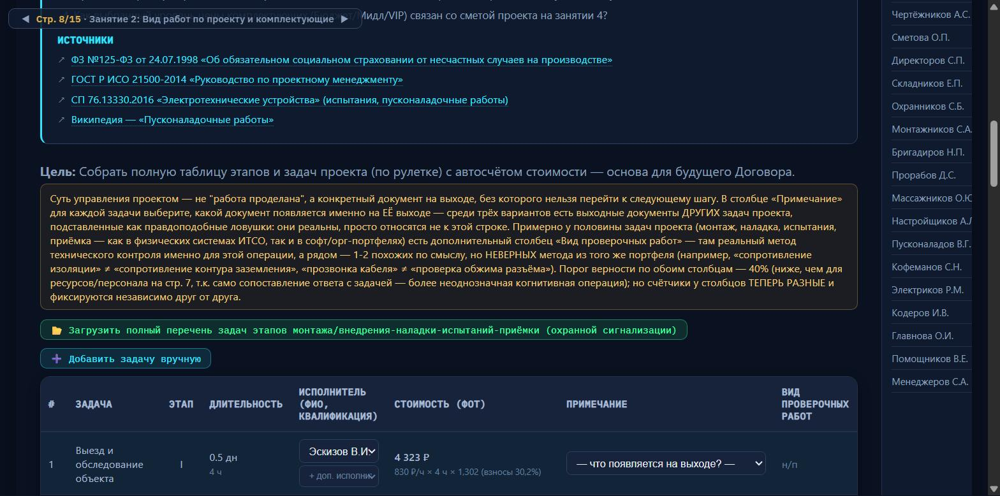 (Бюджет/Мидл/VIP) связан со сметой проекта на занятии 4?
◀ Стр. 8/15 · Занятие 2: Вид работ по проекту и комплектующие ▶
ИСТОЧНИКИ
↗ ФЗ №125-ФЗ от 24.07.1998 «Об обязательном социальном страховании от несчастных случаев на производстве»
↗ ГОСТ Р ИСО 21500-2014 «Руководство по проектному менеджменту»
↗ СП 76.13330.2016 «Электротехнические устройства» (испытания, пусконаладочные работы)
↗ Википедия — «Пусконаладочные работы»
Цель: Собрать полную таблицу этапов и задач проекта (по рулетке) с автосчётом стоимости — основа для будущего Договора.
Суть управления проектом — не "работа проделана", а конкретный документ на выходе, без которого нельзя перейти к следующему шагу. В столбце «Примечание»
для каждой задачи выберите, какой документ появляется именно на ЕЁ выходе — среди трёх вариантов есть выходные документы ДРУГИХ задач проекта,
подставленные как правдоподобные ловушки: они реальны, просто относятся не к этой строке. Примерно у половины задач проекта (монтаж, наладка, испытания,
приёмка — как в физических системах ИТСО, так и в софт/орг-портфелях) есть дополнительный столбец «Вид проверочных работ» — там реальный метод
технического контроля именно для этой операции, а рядом — 1-2 похожих по смыслу, но НЕВЕРНЫХ метода из того же портфеля (например, «сопротивление
изоляции» ≠ «сопротивление контура заземления», «прозвонка кабеля» ≠ «проверка обжима разъёма»). Порог верности по обоим столбцам — 40% (ниже, чем для
ресурсов/персонала на стр. 7, т.к. само сопоставление ответа с задачей — более неоднозначная когнитивная операция); но счётчики у столбцов ТЕПЕРЬ РАЗНЫЕ и
фиксируются независимо друг от друга.
Загрузить полный перечень задач этапов монтажа/внедрения-наладки-испытаний-приёмки (охранной сигнализации)
Добавить задачу вручную
# ЗАДАЧА ЭТАП ДЛИТЕЛЬНОСТЬ ИСПОЛНИТЕЛЬ (ФИО, КВАЛИФИКАЦИЯ) СТОИМОСТЬ (ФОТ) ПРИМЕЧАНИЕ ВИД ПРОВЕРОЧНЫХ РАБОТ
1
Выезд и
обследование
объекта
I
0.5 дн
4 ч
Эскизов В.И
+ доп. исполни
4 323 ₽
830 ₽/ч × 4 ч × 1,302 (взносы 30,2%)
— что появляется на выходе? —
н/п
Чертёжников А.С.
Сметова О.П.
Директоров С.П.
Складников Е.П.
Охранников С.Б.
Монтажников С.А.
Бригадиров Н.П.
Прорабов Д.С.
Массажников О.Ю
Настройщиков А.Л
Пусконаладов В.Г.
Кофеманов С.Н.
Электриков Р.М.
Кодеров И.В.
Главнова О.И.
Помощников В.Е.
Менеджеров С.А.